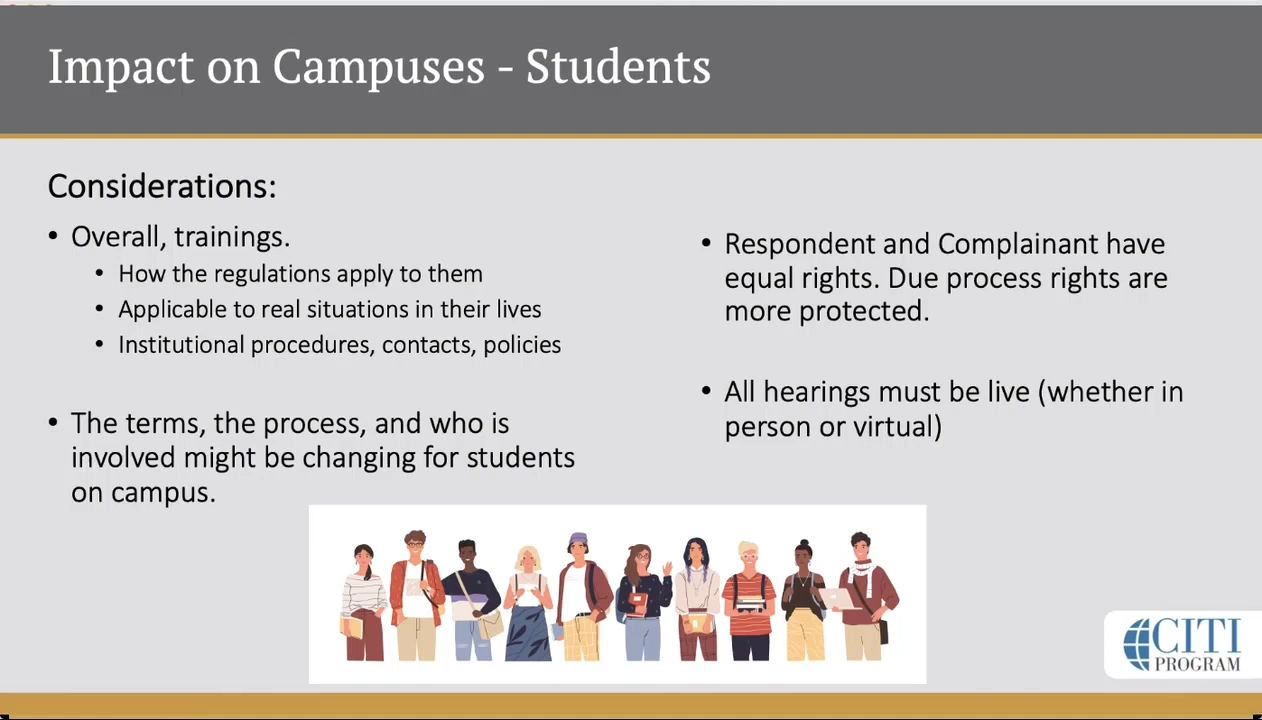 Impact on Campuses - Students
Considerations:
• Overall, trainings.
• How the regulations apply to them
• Applicable to real situations in their lives
• Institutional procedures, contacts, policies
• The terms, the process, and who is
involved might be changing for students
on campus.
• Respondent and Complainant have
equal rights. Due process rights are
more protected.
• All hearings must be live (whether in
person or virtual)
CITI
PROGRAM